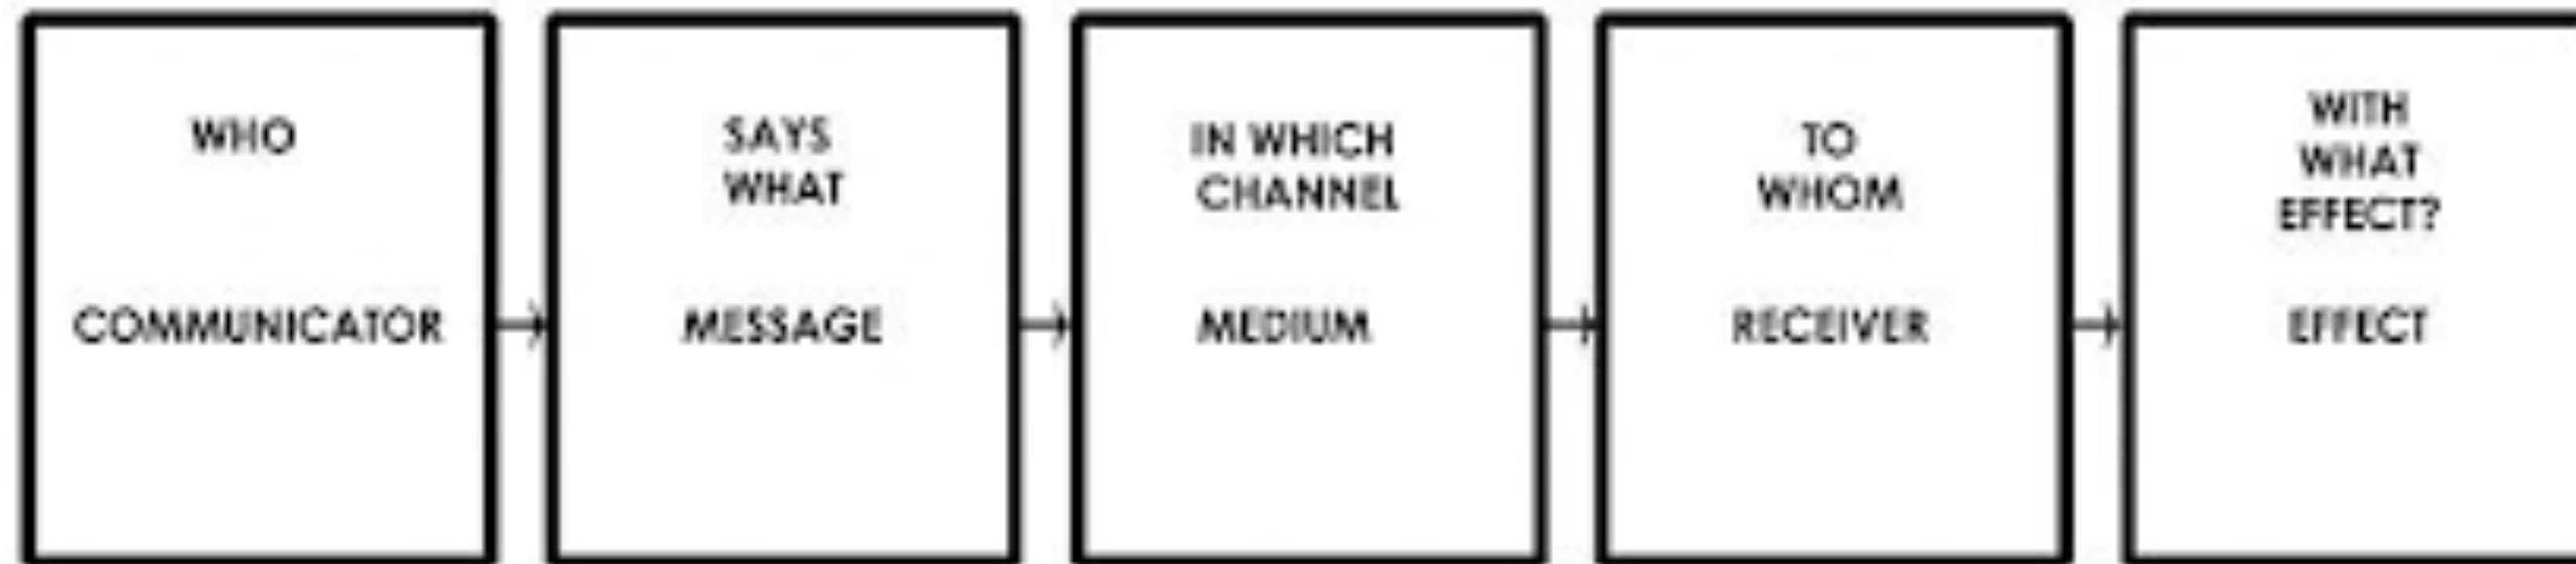 WHO
COMMUNICATOR
SAYS
WHAT
MESSAGE
IN WHICH
CHANNEL
MEDIUM
TO
WHOM
RECEIVER
WITH
WHAT
EFFECT?
EFFECT